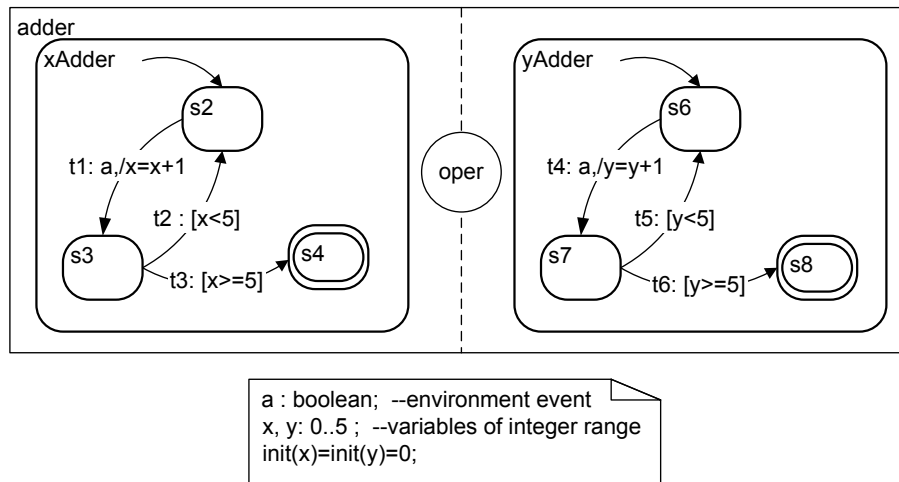 adder
xAdder
s2
t1: a,/x=x+1
t2 : [x<5]
s3
s4
t3: [x>=5]
oper
yAdder
s6
t4: a,/y=y+1
t5: [y<5]
s7
s8
t6: [y>=5]
a : boolean;  --environment event
x, y: 0..5 ;  --variables of integer range
init(x)=init(y)=0;